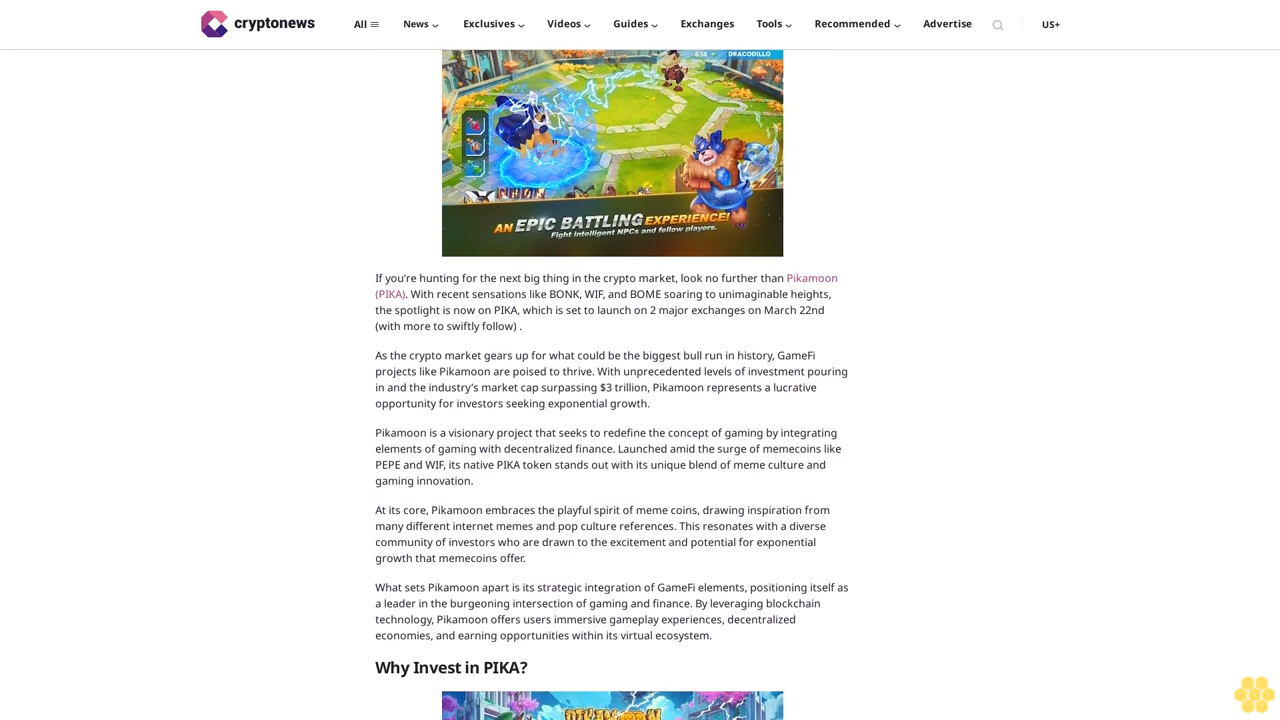 cryptonews
All
News
Exclusives
Videos
Guides
Exchanges
Tools
Recommended
Advertise
US+
634 + DRACODILLO
AN EPIC BATTLING EXPERIENCE!
Fight intelligent NPCs and fellow players.
If you’re hunting for the next big thing in the crypto market, look no further than Pikamoon
(PIKA). With recent sensations like BONK, WIF, and BOME soaring to unimaginable heights,
the spotlight is now on PIKA, which is set to launch on 2 major exchanges on March 22nd
(with more to swiftly follow) .
As the crypto market gears up for what could be the biggest bull run in history, GameFi
projects like Pikamoon are poised to thrive. With unprecedented levels of investment pouring
in and the industry’s market cap surpassing $3 trillion, Pikamoon represents a lucrative
opportunity for investors seeking exponential growth.
Pikamoon is a visionary project that seeks to redefine the concept of gaming by integrating
elements of gaming with decentralized finance. Launched amid the surge of memecoins like
PEPE and WIF, its native PIKA token stands out with its unique blend of meme culture and
gaming innovation.
At its core, Pikamoon embraces the playful spirit of meme coins, drawing inspiration from
many different internet memes and pop culture references. This resonates with a diverse
community of investors who are drawn to the excitement and potential for exponential
growth that memecoins offer.
What sets Pikamoon apart is its strategic integration of GameFi elements, positioning itself as
a leader in the burgeoning intersection of gaming and finance. By leveraging blockchain
technology, Pikamoon offers users immersive gameplay experiences, decentralized
economies, and earning opportunities within its virtual ecosystem.
Why Invest in PIKA?
PIKAMOON